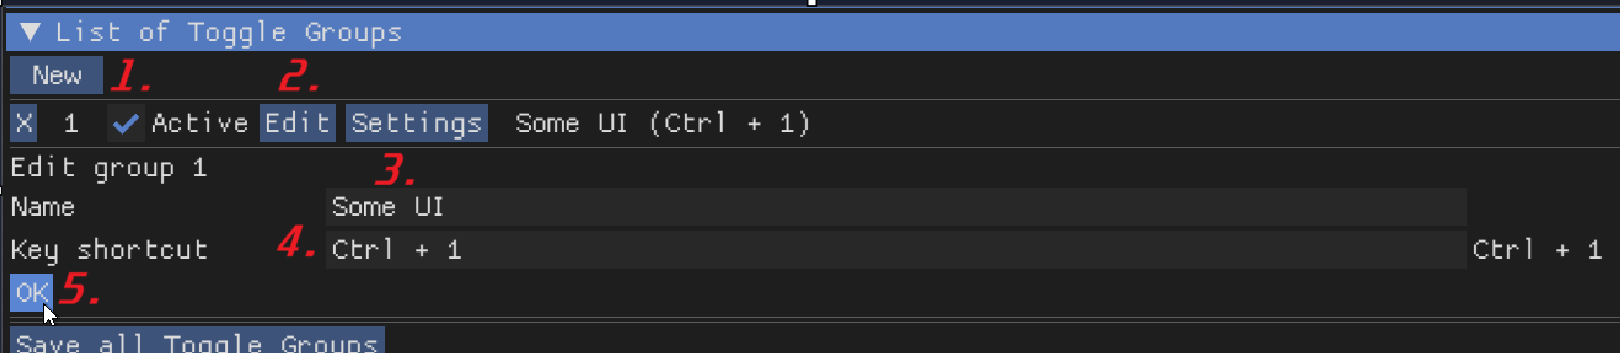 ▼ List of Toggle Groups
New 1. 2.
X 1 ✓ Active Edit Settings Some UI (Ctrl + 1)
Edit group 1 3.
Name Some UI
Key shortcut 4. Ctrl + 1 Ctrl + 1
OK 5.
Save all Toggle Groups